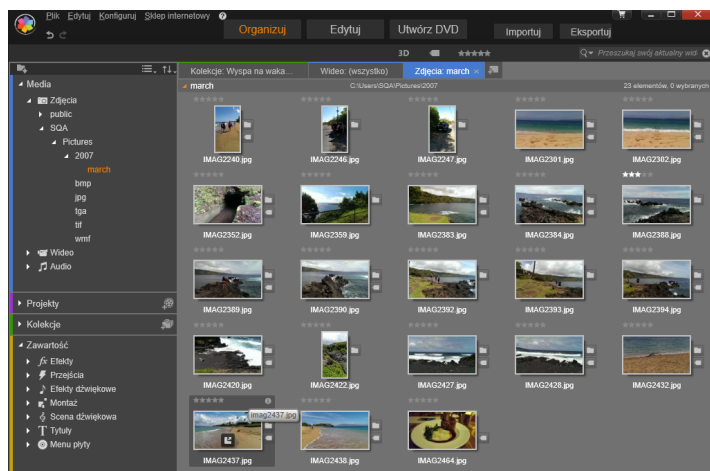 Plik Edytuj Konfiguruj Sklep internetowy
Organizuj Edytuj Utwórz DVD Importuj Eksportuj
3D
Przeszukaj swój aktualny wid
Kolekcje: Wyspa na waka... Wideo: (wszystko) Zdjęcia: march
march C:\Users\SQA\Pictures\2007 23 elementów, 0 wybranych
Media
Zdjęcia
public
SQA
Pictures
2007
march
bmp
jpg
tga
tif
wmf
Wideo
Audio
Projekty
Kolekcje
Zawartość
fx Efekty
Przejścia
Efekty dźwiękowe
Montaż
Scena dźwiękowa
T Tytuły
Menu płyty
IMAG2240.jpg IMAG2246.jpg IMAG2247.jpg IMAG2301.jpg IMAG2302.jpg
IMAG2352.jpg IMAG2359.jpg IMAG2383.jpg IMAG2384.jpg IMAG2388.jpg
IMAG2389.jpg IMAG2390.jpg IMAG2392.jpg IMAG2393.jpg IMAG2394.jpg
IMAG2420.jpg IMAG2422.jpg IMAG2427.jpg IMAG2428.jpg IMAG2432.jpg
Imag2437.jpg
IMAG2437.jpg IMAG2438.jpg IMAG2464.jpg